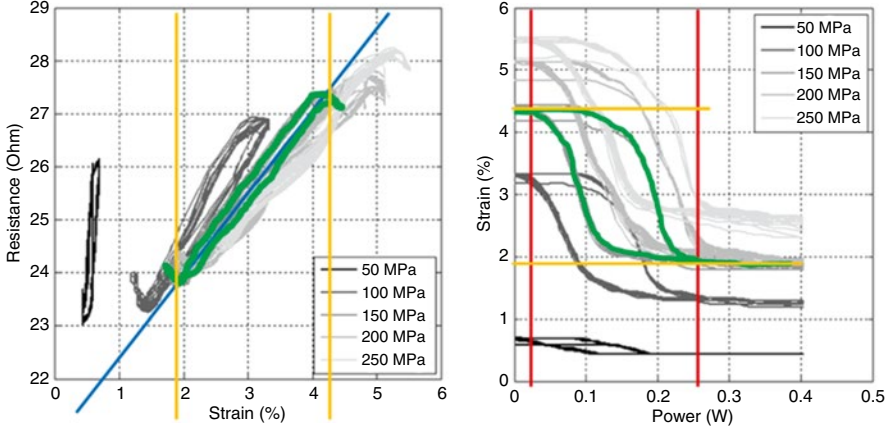 29
28
27
26
25
24
23
22
Resistance (Ohm)
0 1 2 3 4 5 6
Strain (%)
50 MPa
100 MPa
150 MPa
200 MPa
250 MPa
6
5
4
3
2
1
0
Strain (%)
0 0.1 0.2 0.3 0.4 0.5
Power (W)
50 MPa
100 MPa
150 MPa
200 MPa
250 MPa